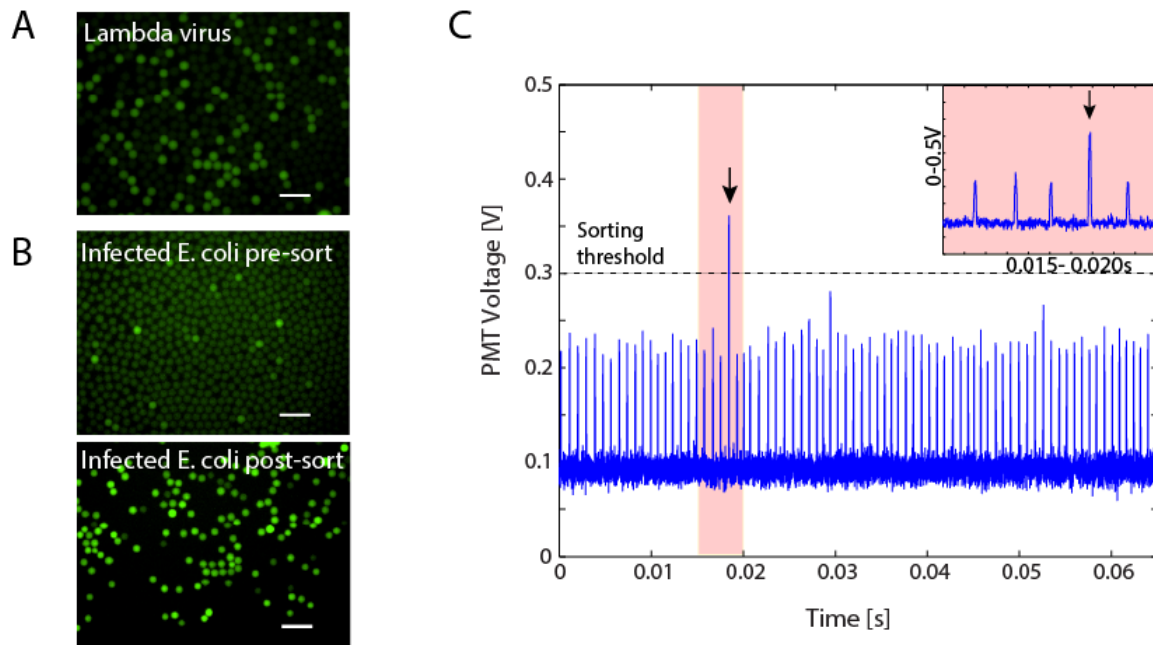 A
Lambda virus
B
Infected E. coli pre-sort
Infected E. coli post-sort
C
0.5
0.4
0.3
0.2
0.1
0
PMT Voltage [V]
Sorting
threshold
0-0.5V
0.015- 0.020s
0
0.01
0.02
0.03
0.04
0.05
0.06
Time [s]